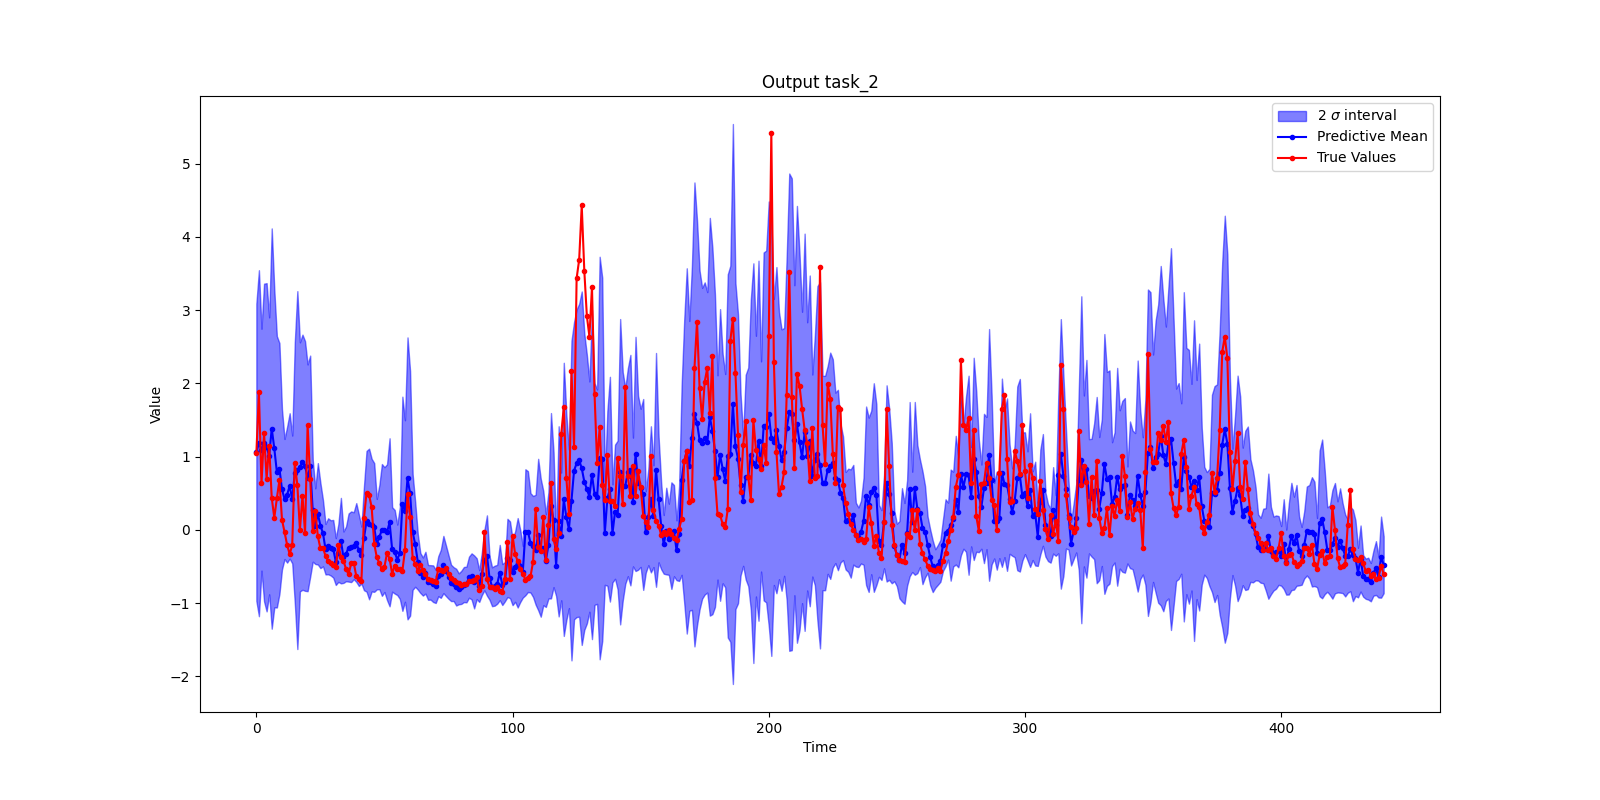 Output task_2
2 σ interval
Predictive Mean
True Values
Value
5
4
3
2
1
0
−1
−2
0 100 200 300 400
Time